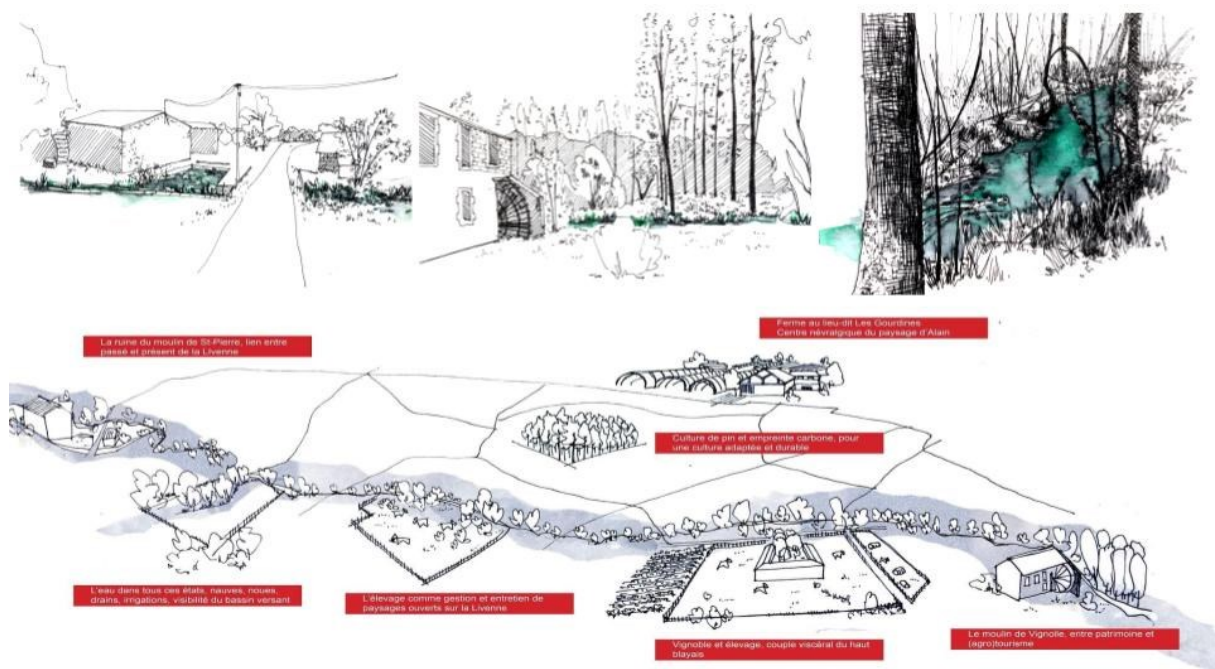 La ruine du moulin de St-Pierre, lien entre
passé et présent de la Livenne
Ferme au lieu-dit Les Gourdines
Centre névralgique du paysage d'Alain
Culture de pin et empreinte carbone, pour
une culture adaptée et durable
L'eau dans tous ces états, nauves, noues,
drains, irrigations, visibilité du bassin versant
L'élevage comme gestion et entretien de
paysages ouverts sur la Livenne
Vignoble et élevage, couple viscéral du haut
blayais
Le moulin de Vignolle, entre patrimoine et
(agro)tourisme